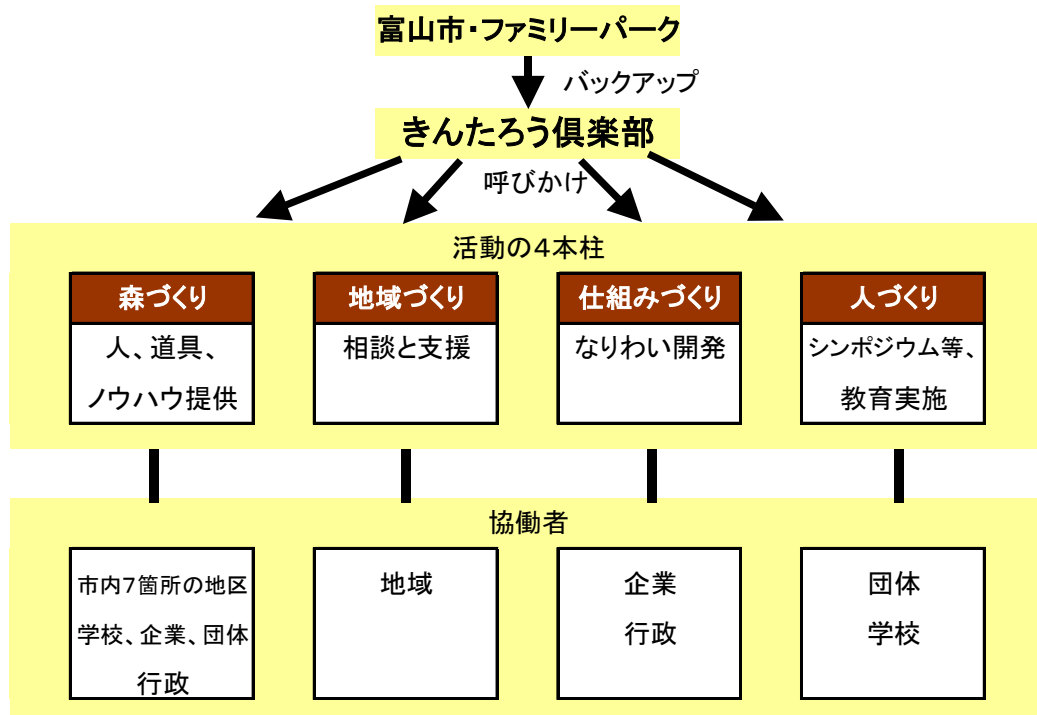 富山市・ファミリーパーク
バックアップ
きんたろう倶楽部
呼びかけ
活動の４本柱
森づくり
人、道具、
ノウハウ提供
地域づくり
相談と支援
仕組みづくり
なりわい開発
人づくり
シンポジウム等、
教育実施
協働者
市内７箇所の地区
学校、企業、団体
行政
地域
企業
行政
団体
学校